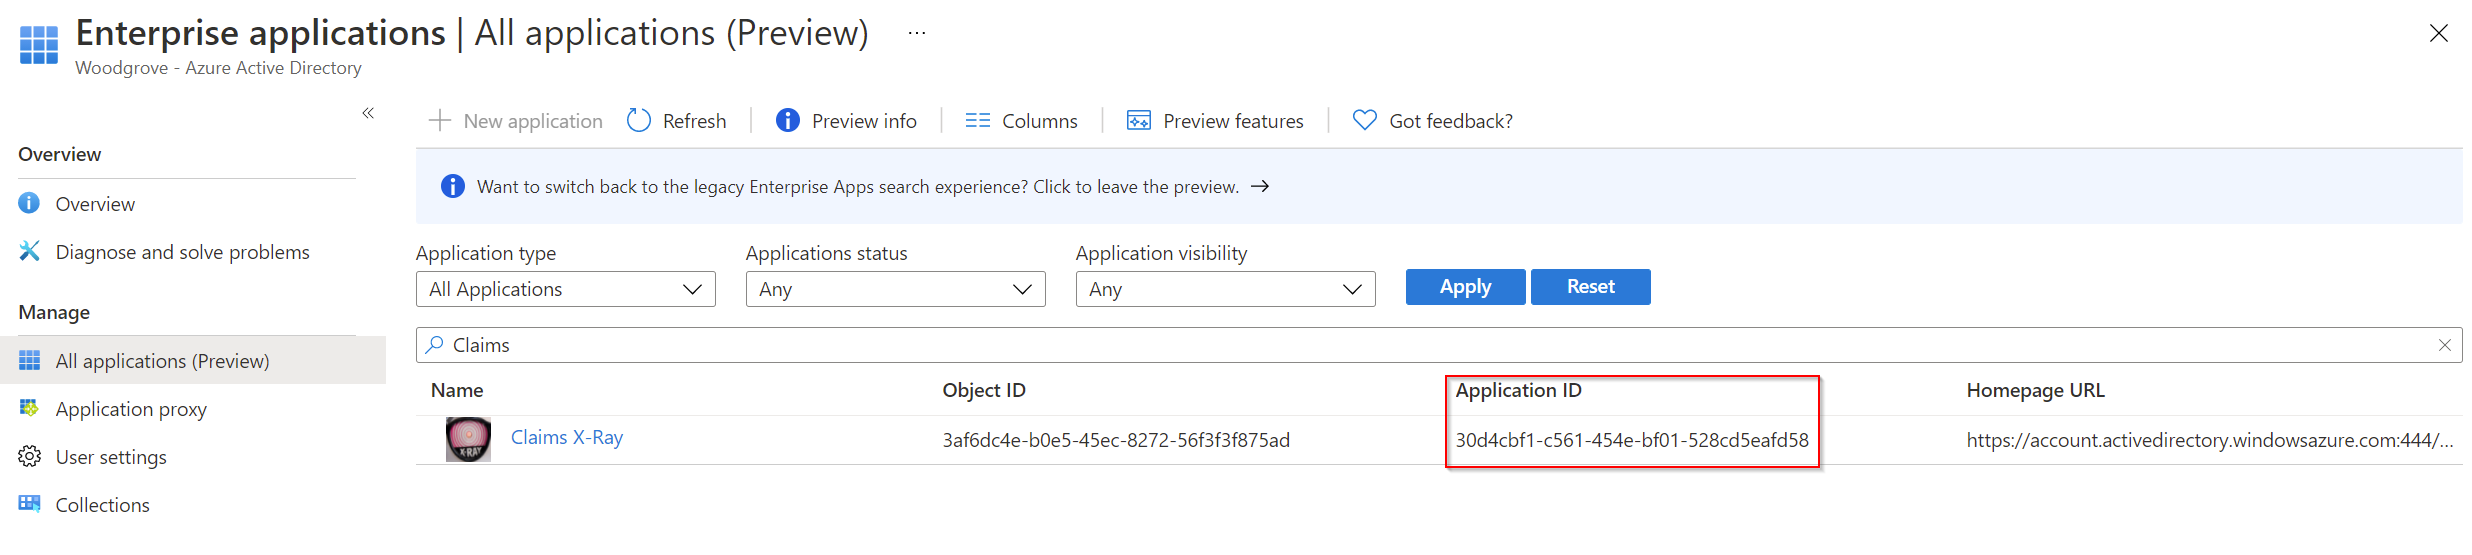 Enterprise applications | All applications (Preview) ...
Woodgrove - Azure Active Directory
«
Overview
Overview
Diagnose and solve problems
Manage
All applications (Preview)
Application proxy
User settings
Collections
New application Refresh Preview info Columns Preview features Got feedback?
Want to switch back to the legacy Enterprise Apps search experience? Click to leave the preview. →
Application type Applications status Application visibility
All Applications Any Any Apply Reset
Claims
Name Object ID Application ID Homepage URL
X-RAY Claims X-Ray 3af6dc4e-b0e5-45ec-8272-56f3f3f875ad 30d4cbf1-c561-454e-bf01-528cd5eafd58 https://account.activedirectory.windowsazure.com:444/...